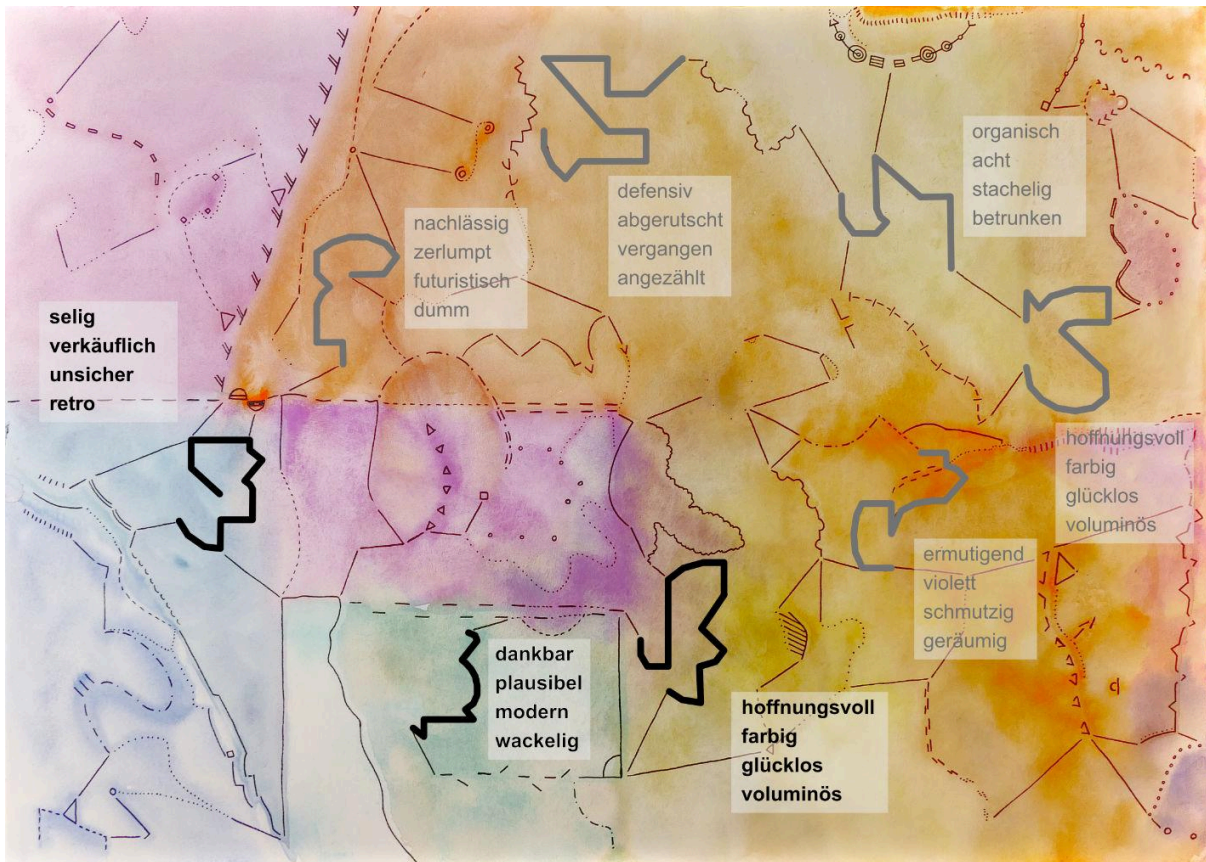 organisch
acht
stachelig
betrunken
defensiv
abgerutscht
vergangen
angezählt
nachlässig
zerlumpt
futuristisch
dumm
selig
verkäuflich
unsicher
retro
hoffnungsvoll
farbig
glücklos
voluminös
ermutigend
violett
schmutzig
geräumig
dankbar
plausibel
modern
wackelig
hoffnungsvoll
farbig
glücklos
voluminös